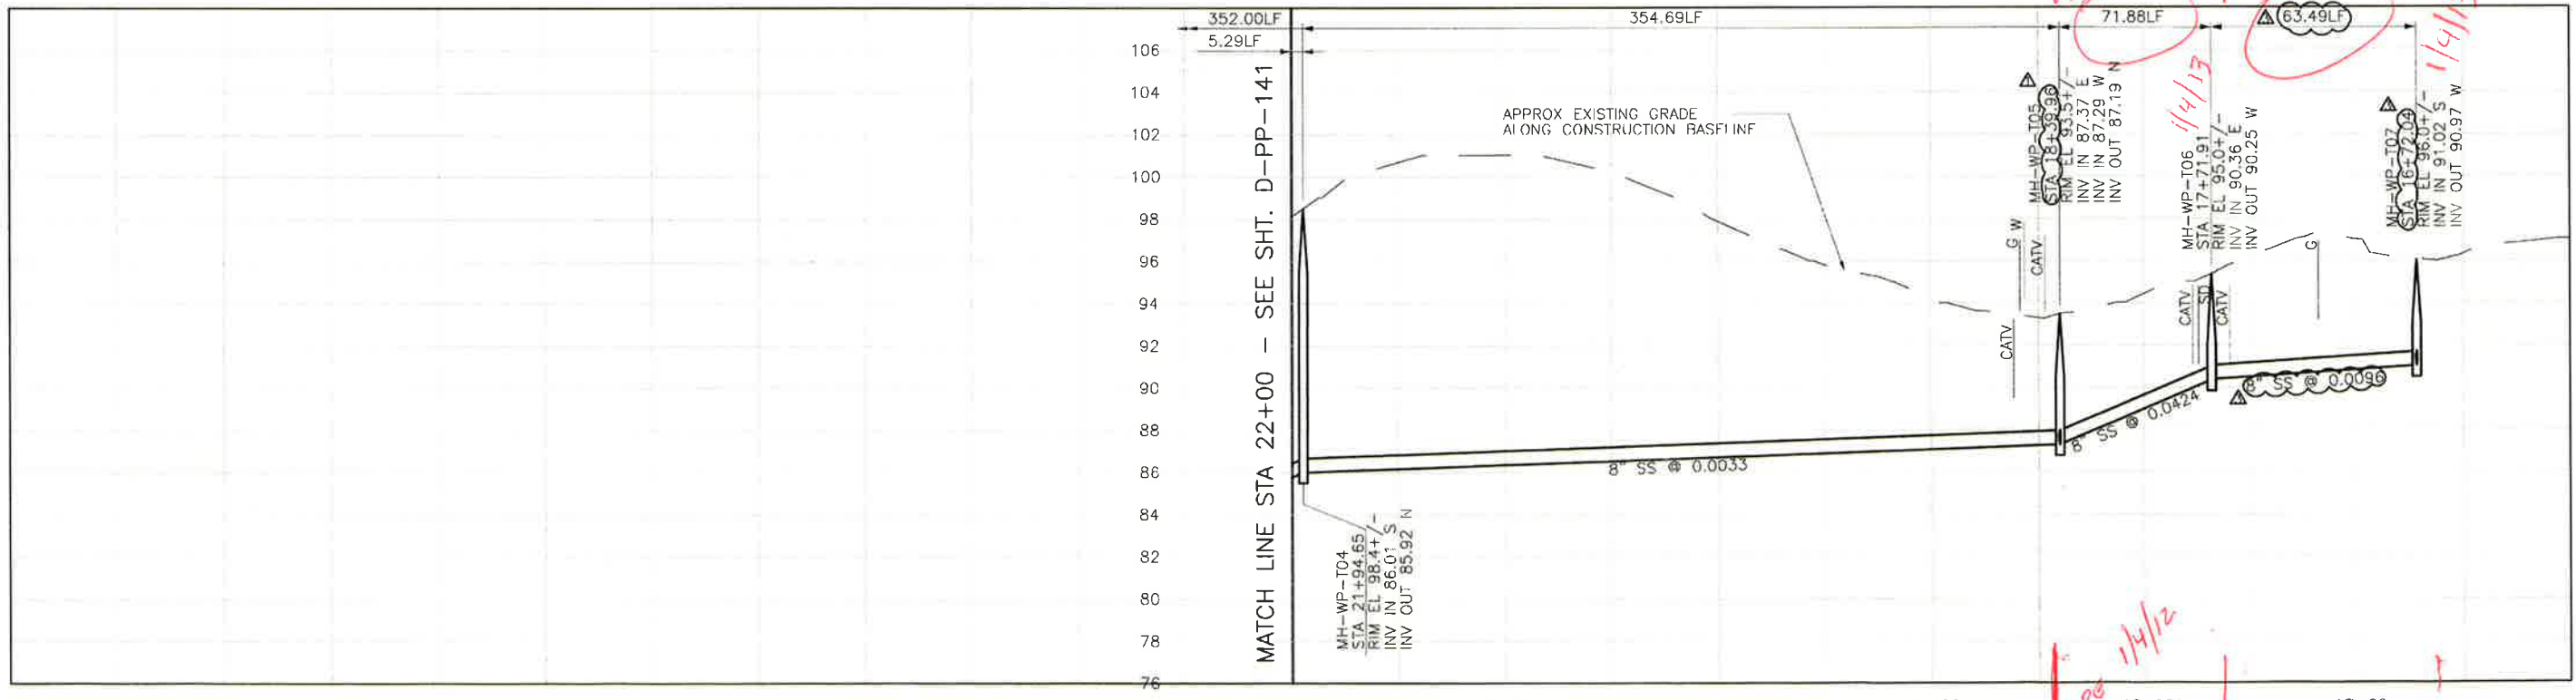 352.00LF
354.69LF
71.88LF
63.49LF
5.29LF
106
104
102
100
98
96
94
92
90
88
86
84
82
80
78
76
MATCH LINE STA 22+00 - SEE SHT. D-PP-141
APPROX EXISTING GRADE
ALONG CONSTRUCTION BASELINE
MH-WP-T04
STA 21+94.65
RIM EL 98.4+/-
INV IN 86.01 S
INV OUT 85.92 N
8" SS @ 0.0033
CATV
G W
CATV
MH-WP-T05
STA 18+39.96
RIM EL 93.5+/-
INV IN 87.37 E
INV IN 87.29 W
INV OUT 87.19 N
8" SS @ 0.0424
1/4/13
MH-WP-T06
STA 17+71.91
RIM EL 95.0+/-
INV IN 90.36 E
INV OUT 90.25 W
CATV
SD
CATV
G
8" SS @ 0.0096
MH-WP-T07
STA 16+72.04
RIM EL 96.0+/-
INV IN 91.02 S
INV OUT 90.97 W
1/4/12